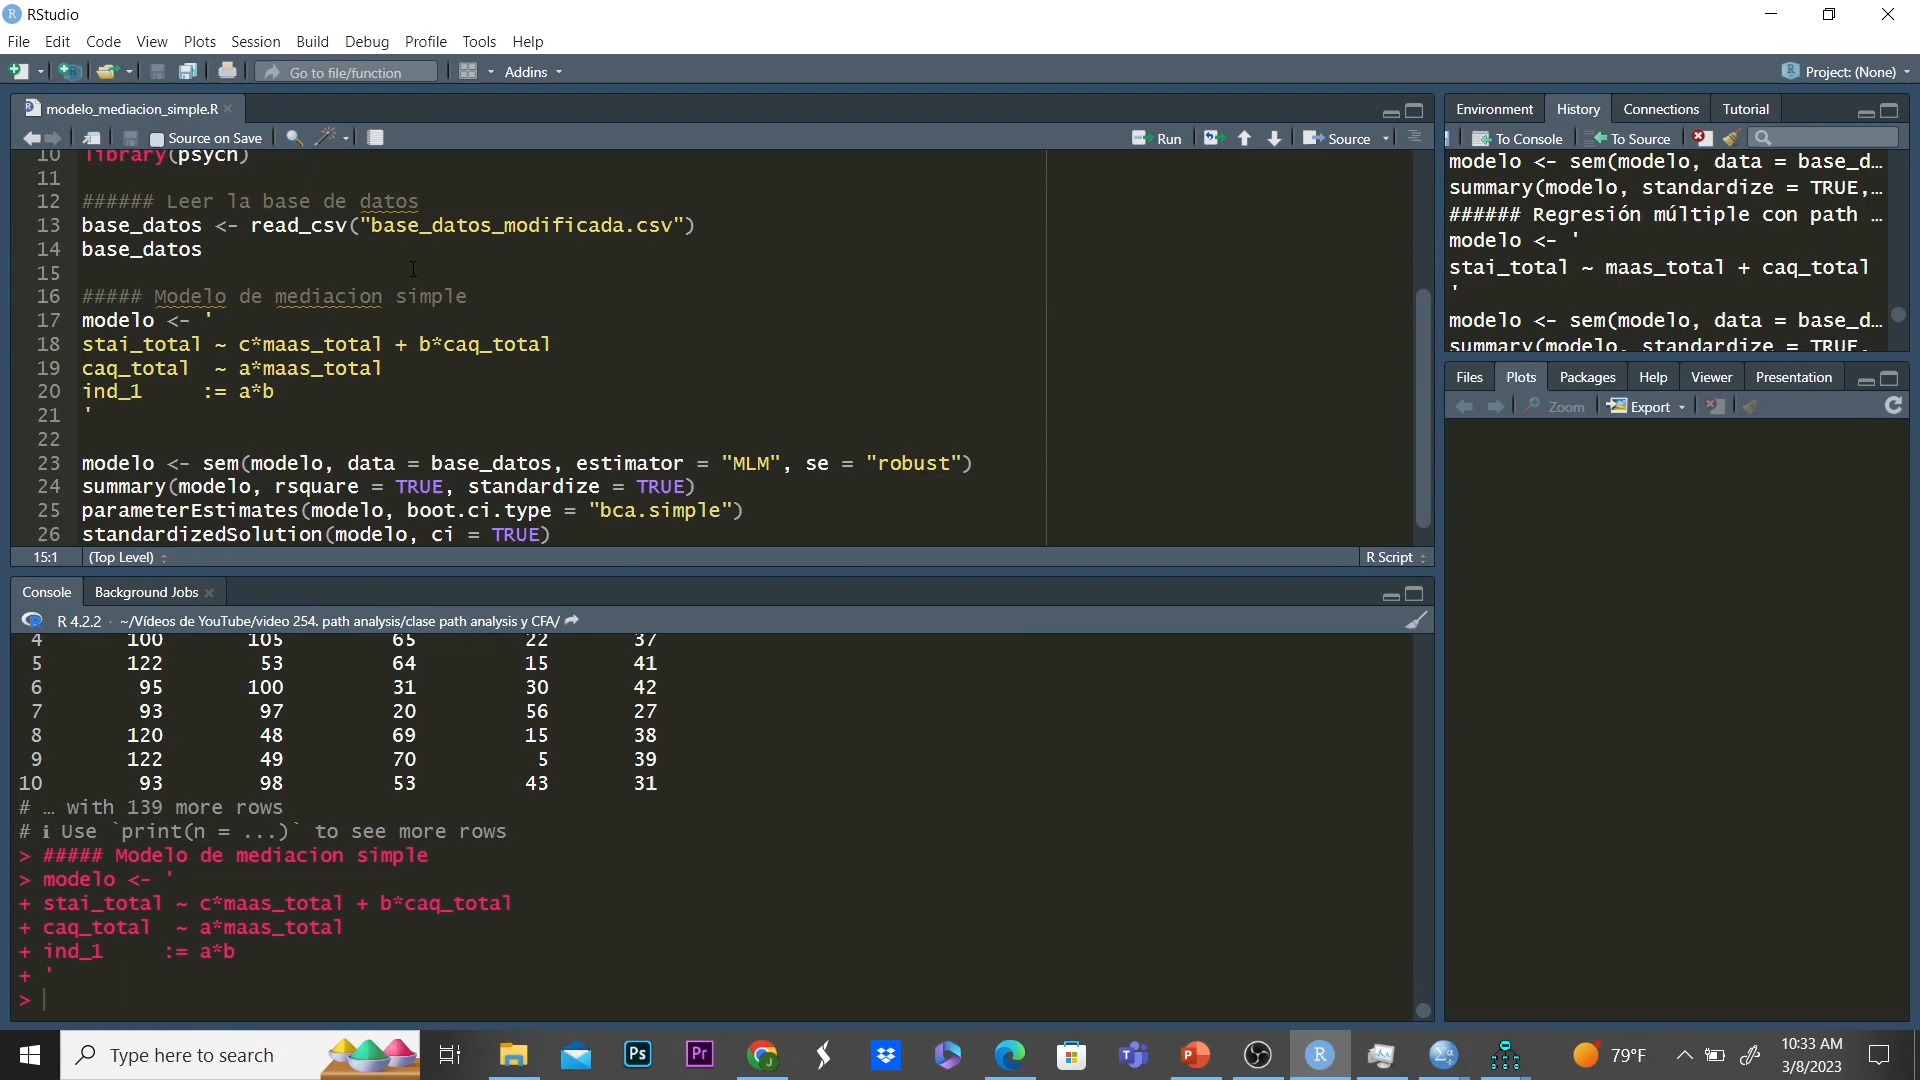 RStudio
File Edit Code View Plots Session Build Debug Profile Tools Help
Go to file/function Addins Project: (None)
modelo_mediacion_simple.R
Source on Save Run Source
10 library(psych)
11
12 ###### Leer la base de datos
13 base_datos <- read_csv("base_datos_modificada.csv")
14 base_datos
15
16 ##### Modelo de mediacion simple
17 modelo <- '
18 stai_total ~ c*maas_total + b*caq_total
19 caq_total ~ a*maas_total
20 ind_1 := a*b
21 '
22
23 modelo <- sem(modelo, data = base_datos, estimator = "MLM", se = "robust")
24 summary(modelo, rsquare = TRUE, standardize = TRUE)
25 parameterEstimates(modelo, boot.ci.type = "bca.simple")
26 standardizedSolution(modelo, ci = TRUE)
15:1 (Top Level) R Script
Console Background Jobs
R 4.2.2 · ~/Vídeos de YouTube/video 254. path analysis/clase path analysis y CFA/
4 100 105 65 22 37
5 122 53 64 15 41
6 95 100 31 30 42
7 93 97 20 56 27
8 120 48 69 15 38
9 122 49 70 5 39
10 93 98 53 43 31
# … with 139 more rows
# ℹ Use `print(n = ...)` to see more rows
> ##### Modelo de mediacion simple
> modelo <- '
+ stai_total ~ c*maas_total + b*caq_total
+ caq_total ~ a*maas_total
+ ind_1 := a*b
+ '
>
Environment History Connections Tutorial
To Console To Source
modelo <- sem(modelo, data = base_d…
summary(modelo, standardize = TRUE,…
###### Regresión múltiple con path …
modelo <- '
stai_total ~ maas_total + caq_total
'
modelo <- sem(modelo, data = base_d…
summary(modelo, standardize = TRUE,
Files Plots Packages Help Viewer Presentation
Zoom Export
Type here to search
Ps Pr
79°F
10:33 AM
3/8/2023